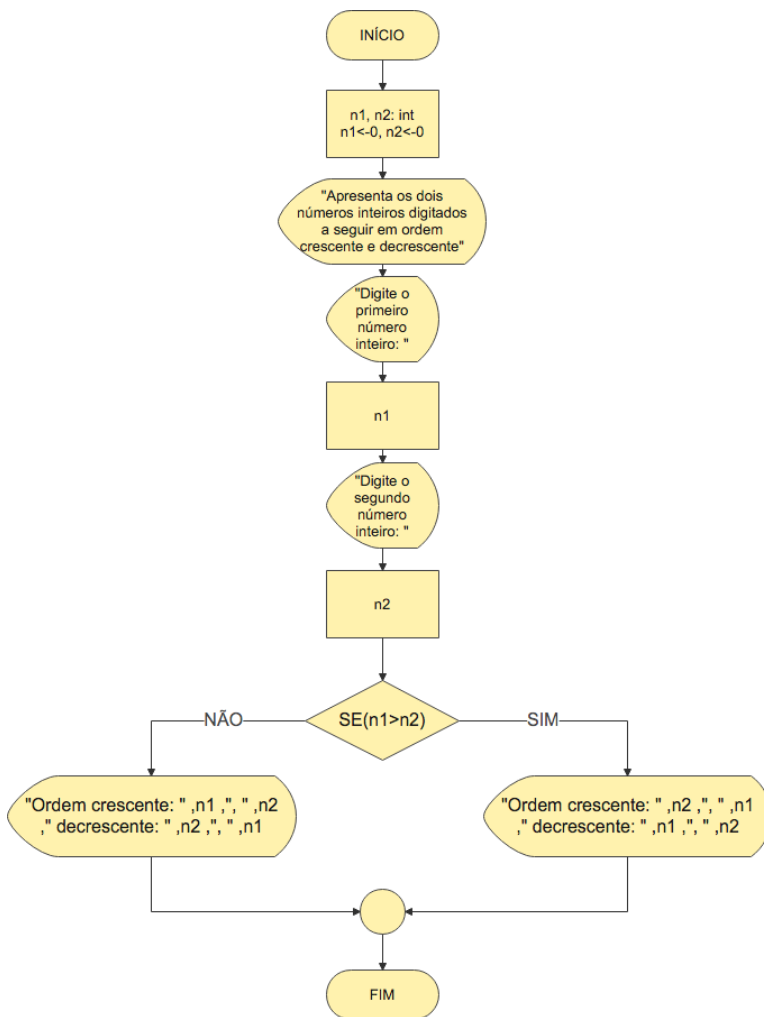 INÍCIO
n1, n2: int
n1<-0, n2<-0
"Apresenta os dois
números inteiros digitados
a seguir em ordem
crescente e decrescente"
"Digite o
primeiro
número
inteiro: "
n1
"Digite o
segundo
número
inteiro: "
n2
SE(n1>n2)
NÃO
SIM
"Ordem crescente: " ,n1 ,", " ,n2
," decrescente: " ,n2 ,", " ,n1
"Ordem crescente: " ,n2 ,", " ,n1
," decrescente: " ,n1 ,", " ,n2
FIM